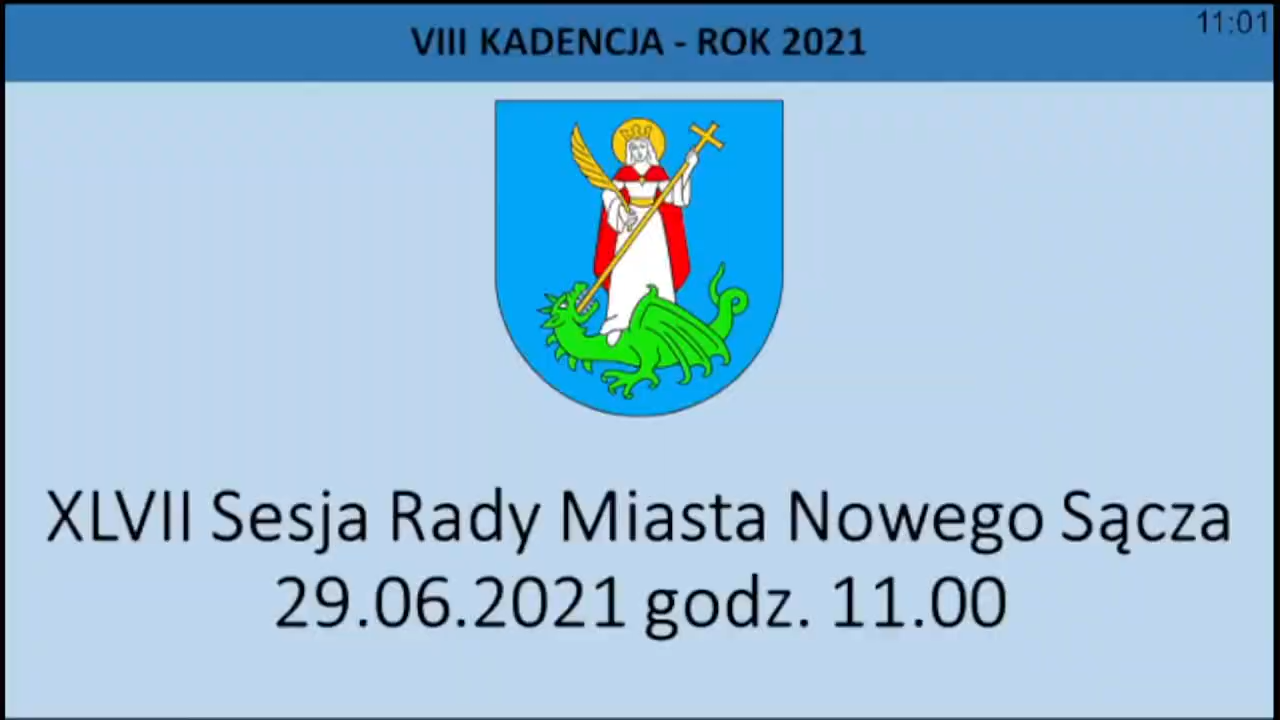 11:01
VIII KADENCJA - ROK 2021
XLVII Sesja Rady Miasta Nowego Sącza
29.06.2021 godz. 11.00